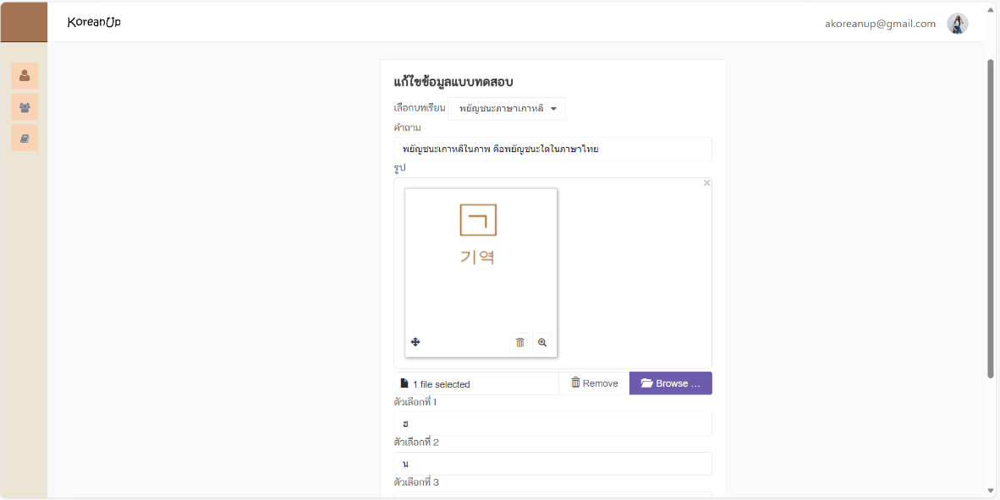 KoreanUp
akoreanup@gmail.com
แก้ไขข้อมูลแบบทดสอบ
เลือกบทเรียน พยัญชนะภาษาเกาหลี
คำถาม
พยัญชนะเกาหลีในภาพ คือพยัญชนะใดในภาษาไทย
รูป
ㄱ
기역
1 file selected Remove Browse …
ตัวเลือกที่ 1
ฮ
ตัวเลือกที่ 2
น
ตัวเลือกที่ 3